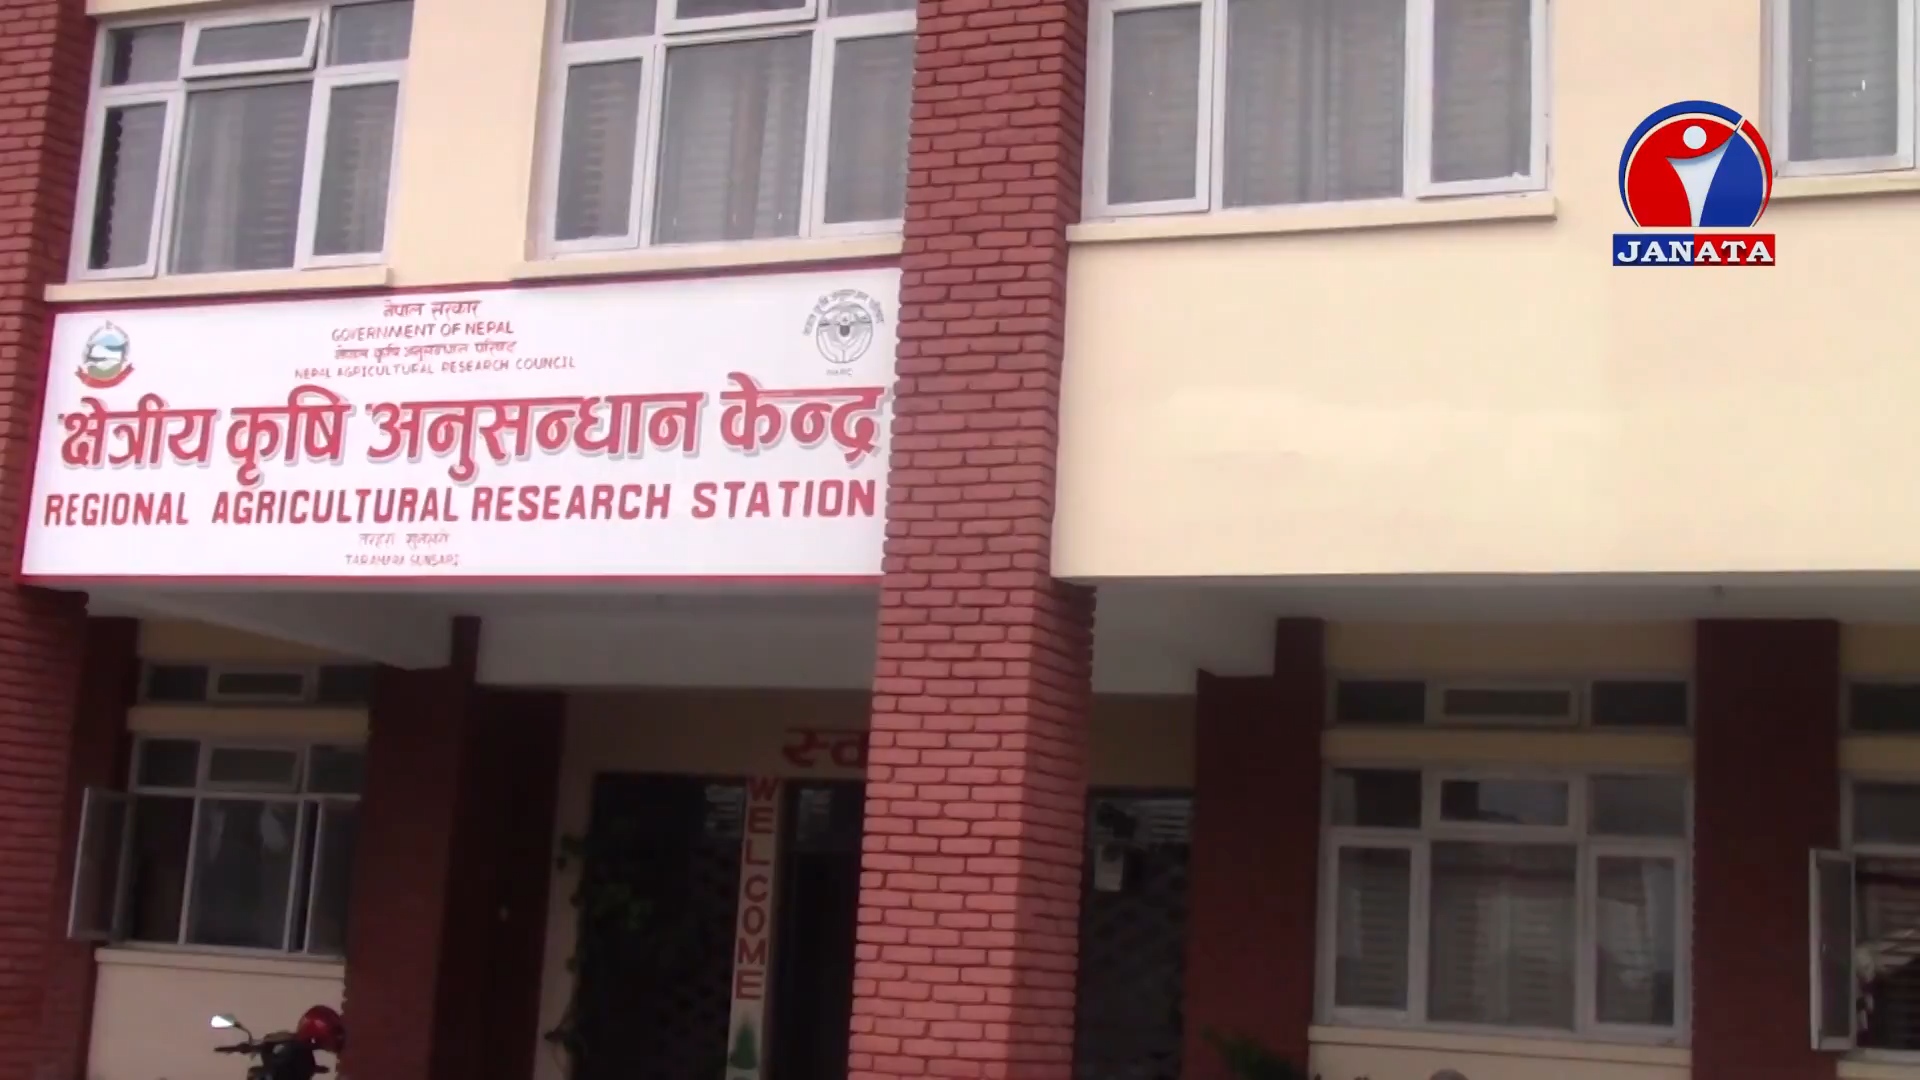 नेपाल सरकार
GOVERNMENT OF NEPAL
नेपाल कृषि अनुसन्धान परिषद
NEPAL AGRICULTURAL RESEARCH COUNCIL
NARC
क्षेत्रीय कृषि अनुसन्धान केन्द्र
REGIONAL AGRICULTURAL RESEARCH STATION
तरहरा सुनसरी
TARAHARA SUNSARI
WELCOME
JANATA